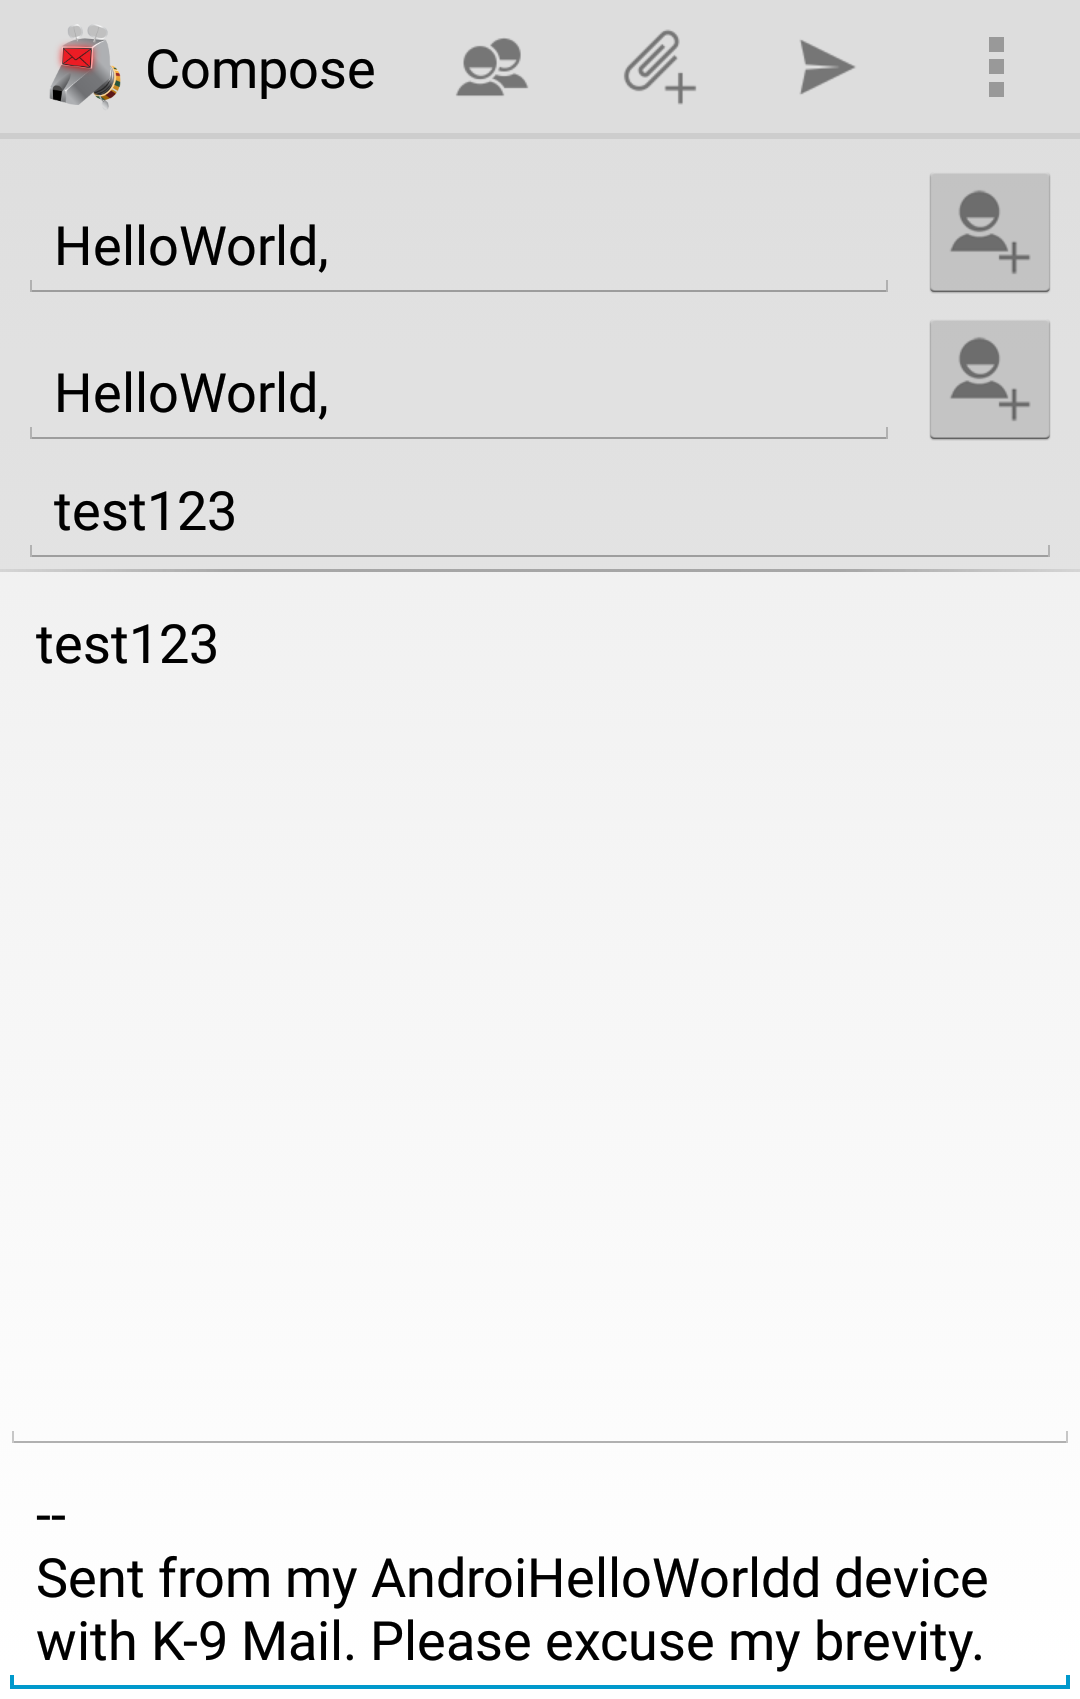 Compose
HelloWorld,
HelloWorld,
test123
test123
--
Sent from my AndroiHelloWorldd device
with K-9 Mail. Please excuse my brevity.